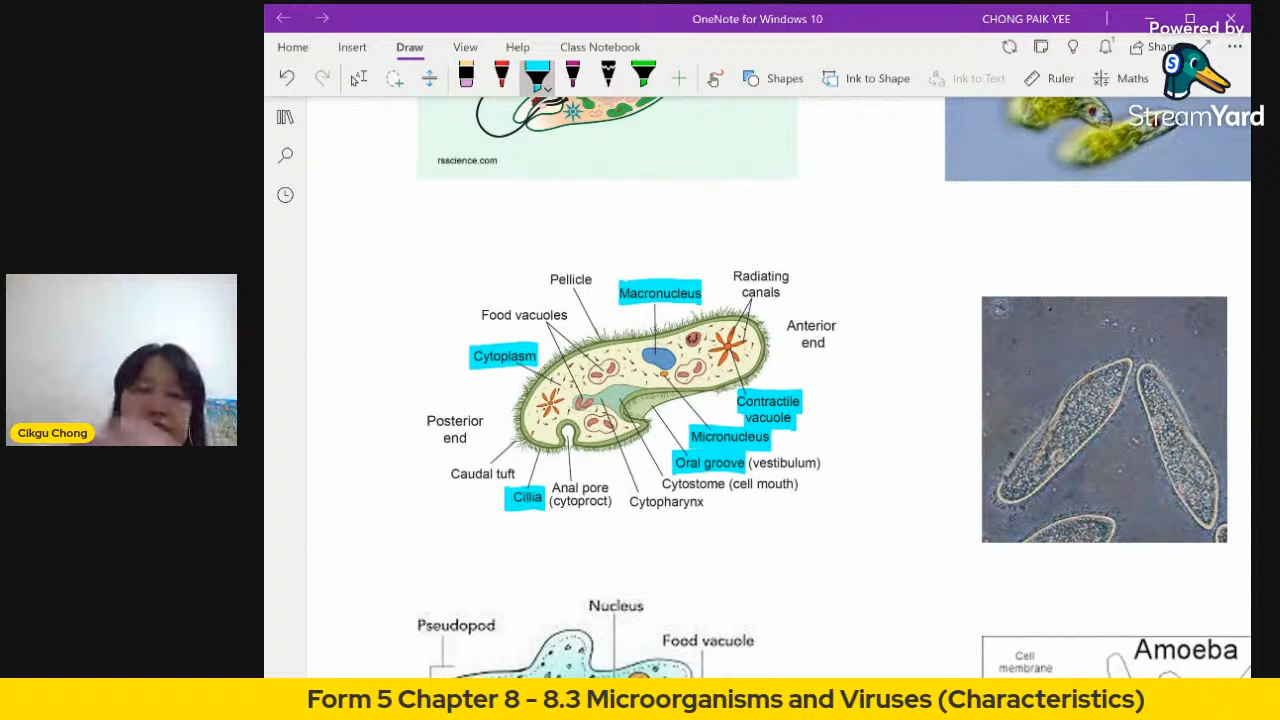 OneNote for Windows 10
CHONG PAIK YEE
Powered by
StreamYard
Home
Insert
Draw
View
Help
Class Notebook
Share
Shapes
Ink to Shape
Ink to Text
Ruler
Maths
rsscience.com
Pellicle
Macronucleus
Radiating
canals
Food vacuoles
Anterior
end
Cytoplasm
Contractile
vacuole
Posterior
end
Micronucleus
Oral groove (vestibulum)
Caudal tuft
Cytostome (cell mouth)
Cillia
Anal pore
(cytoproct)
Cytopharynx
Cikgu Chong
Nucleus
Pseudopod
Food vacuole
Amoeba
Cell
membrane
Form 5 Chapter 8 - 8.3 Microorganisms and Viruses (Characteristics)